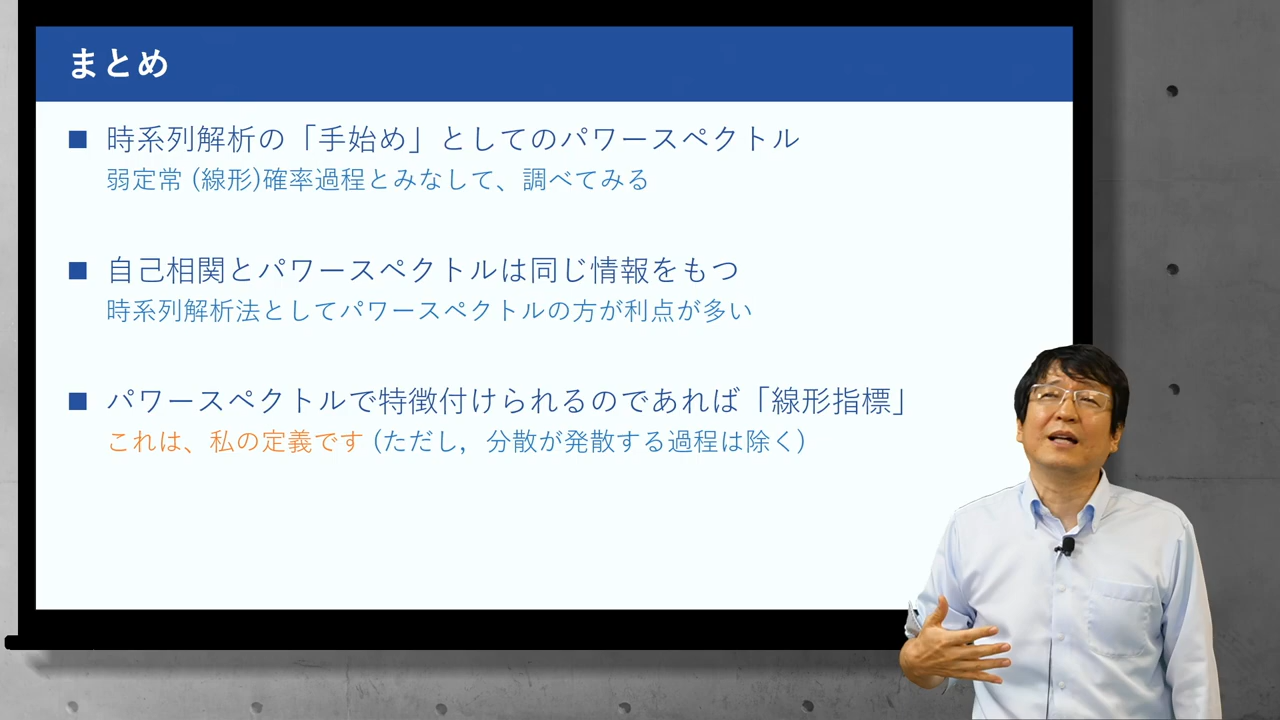 まとめ
■ 時系列解析の「手始め」としてのパワースペクトル
弱定常 (線形)確率過程とみなして、調べてみる
■ 自己相関とパワースペクトルは同じ情報をもつ
時系列解析法としてパワースペクトルの方が利点が多い
■ パワースペクトルで特徴付けられるのであれば「線形指標」
これは、私の定義です (ただし，分散が発散する過程は除く)